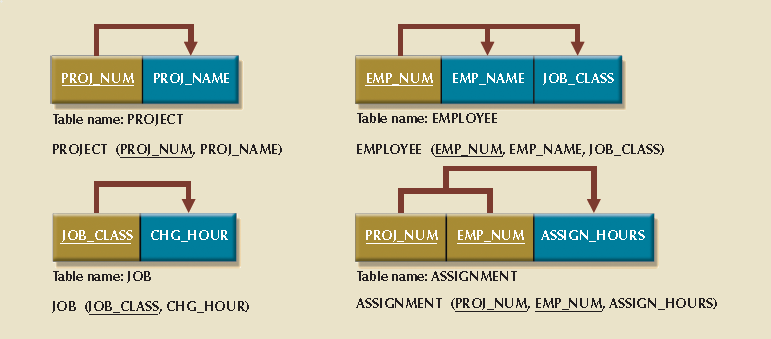 PROJ_NUM PROJ_NAME
Table name: PROJECT
PROJECT (PROJ_NUM, PROJ_NAME)
EMP_NUM EMP_NAME JOB_CLASS
Table name: EMPLOYEE
EMPLOYEE (EMP_NUM, EMP_NAME, JOB_CLASS)
JOB_CLASS CHG_HOUR
Table name: JOB
JOB (JOB_CLASS, CHG_HOUR)
PROJ_NUM EMP_NUM ASSIGN_HOURS
Table name: ASSIGNMENT
ASSIGNMENT (PROJ_NUM, EMP_NUM, ASSIGN_HOURS)